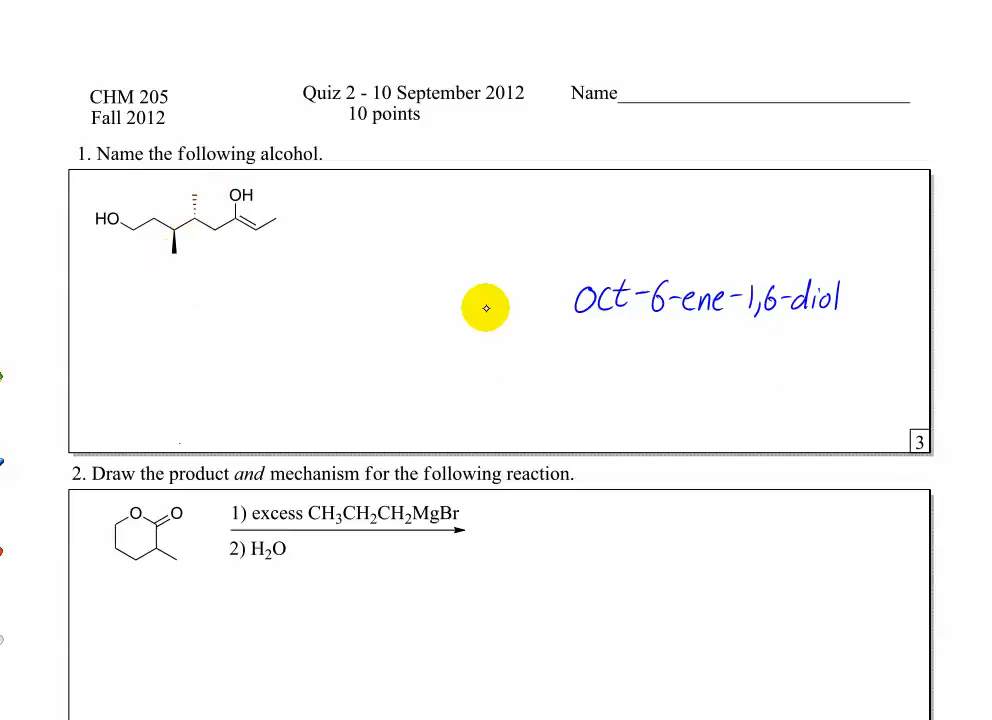 CHM 205
Fall 2012
Quiz 2 - 10 September 2012
10 points
Name______________________________
1. Name the following alcohol.
OH
HO
oct-6-ene-1,6-diol
3
2. Draw the product and mechanism for the following reaction.
O O
1) excess CH₃CH₂CH₂MgBr
2) H₂O